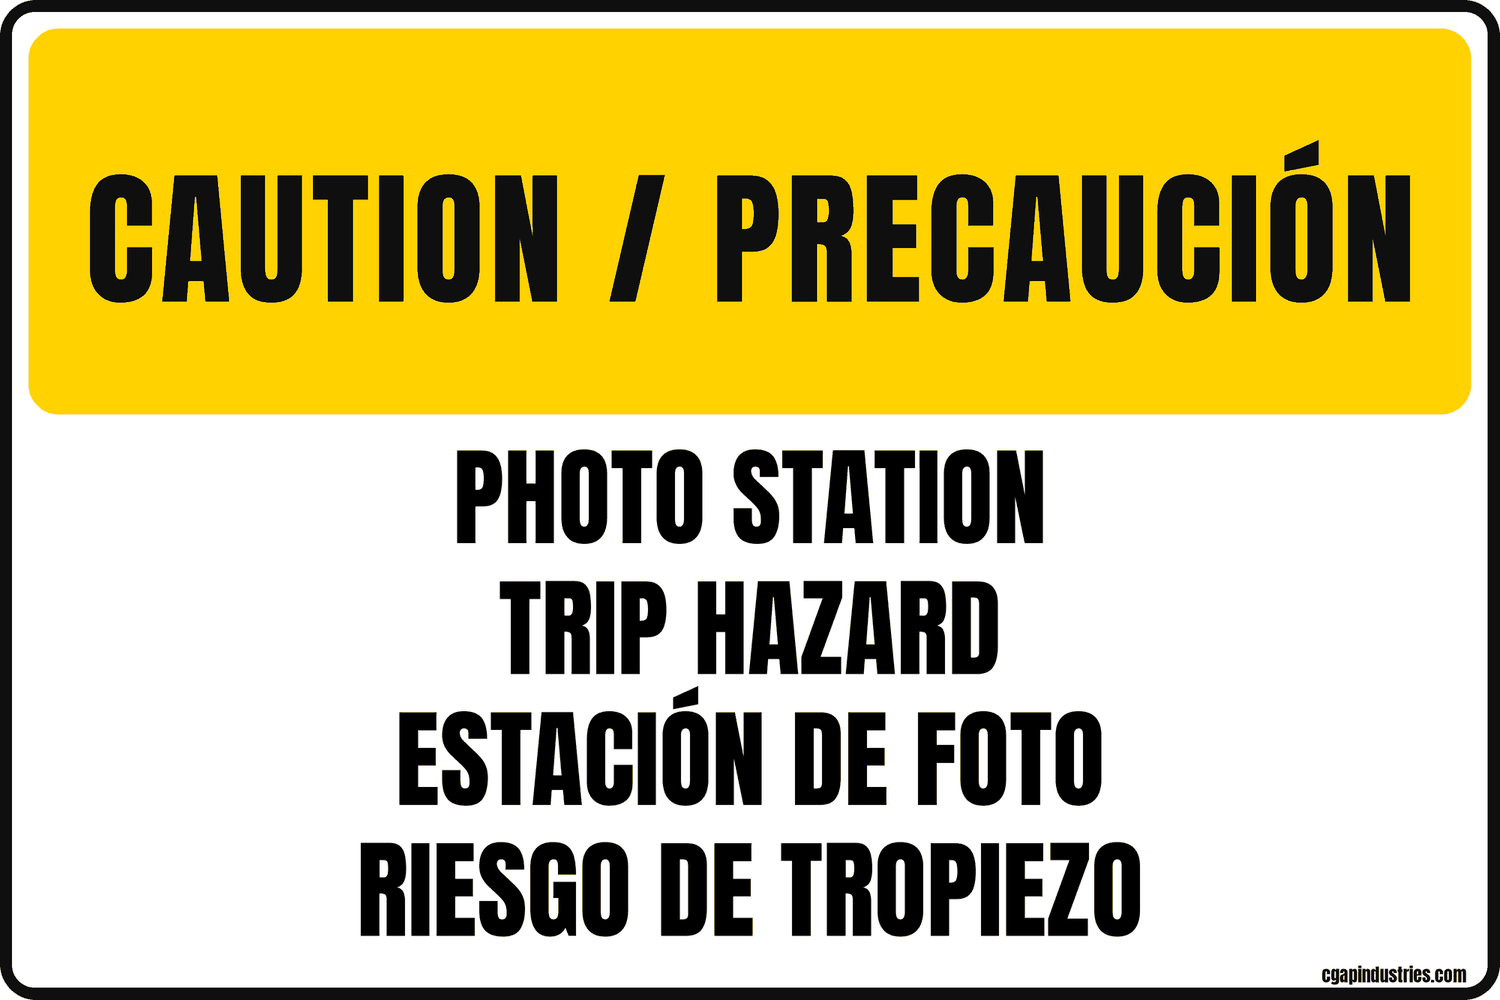 CAUTION / PRECAUCIÓN
PHOTO STATION
TRIP HAZARD
ESTACIÓN DE FOTO
RIESGO DE TROPIEZO
cgapindustries.com